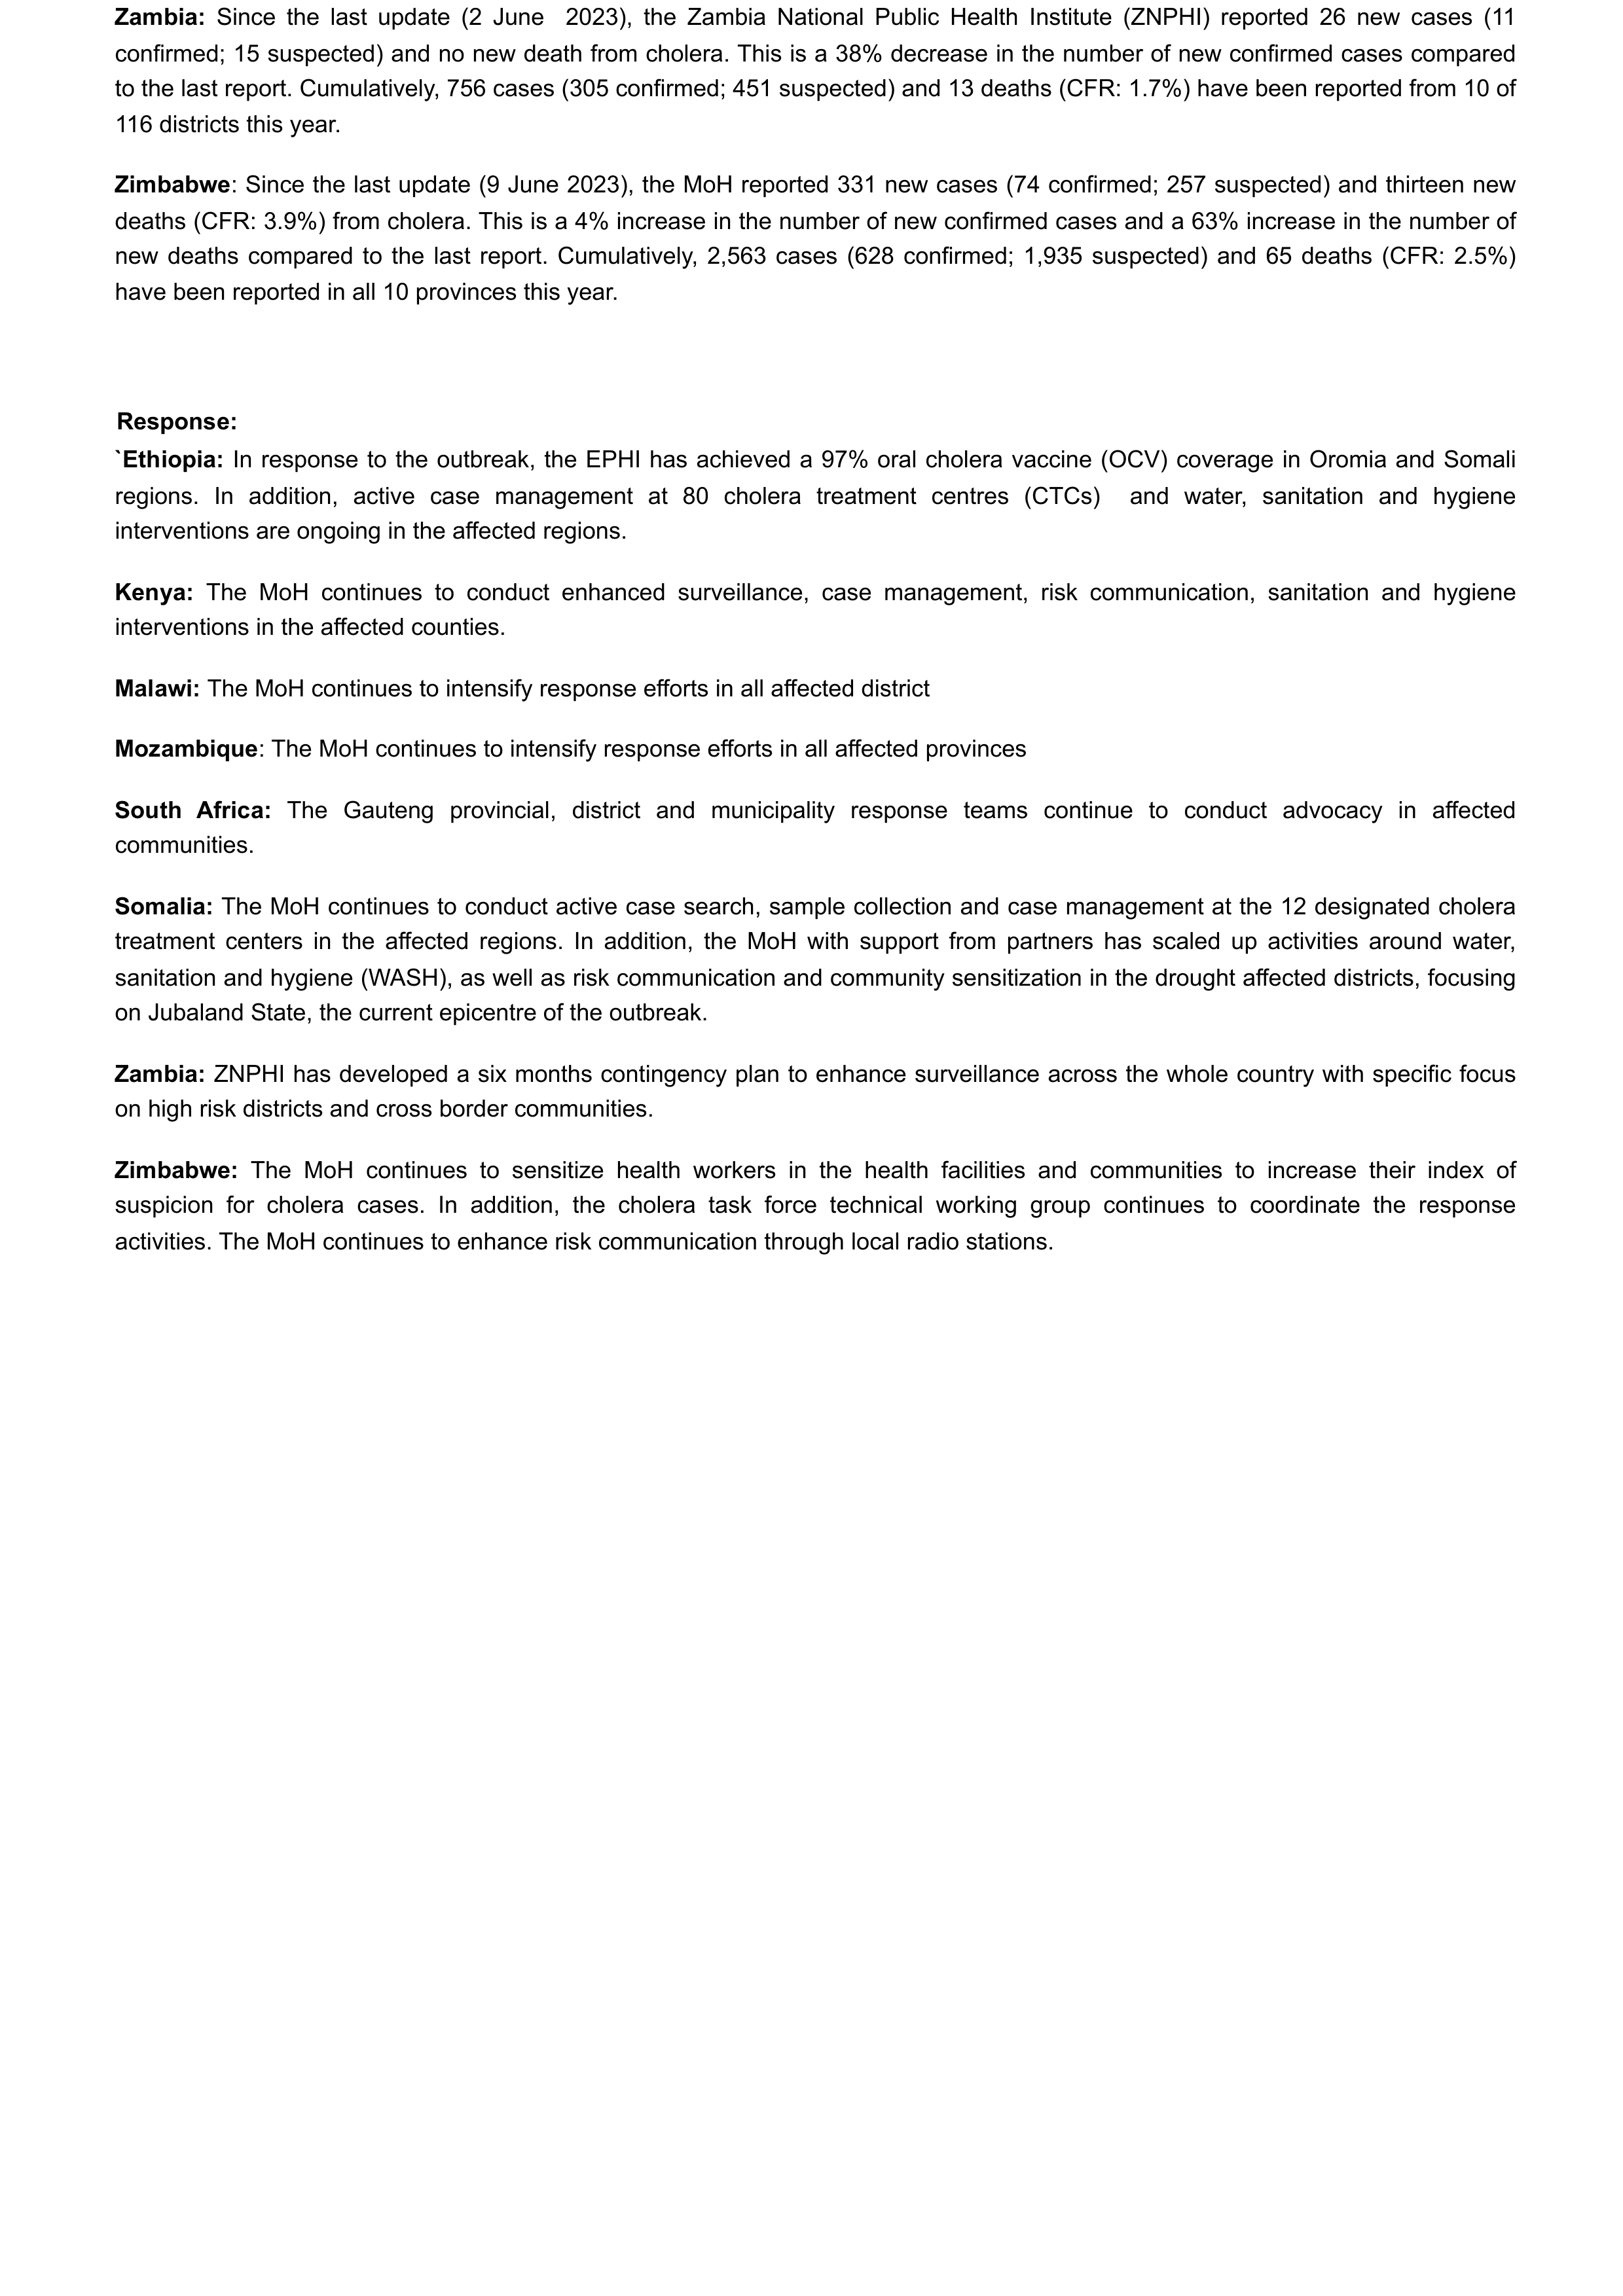 Zambia: Since the last update (2 June  2023), the Zambia National Public Health Institute (ZNPHI) reported 26 new cases (11
confirmed; 15 suspected) and no new death from cholera. This is a 38% decrease in the number of new confirmed cases compared
to the last report. Cumulatively, 756 cases (305 confirmed; 451 suspected) and 13 deaths (CFR: 1.7%) have been reported from 10 of
116 districts this year.
Zimbabwe: Since the last update (9 June 2023), the MoH reported 331 new cases (74 confirmed; 257 suspected) and thirteen new
deaths (CFR: 3.9%) from cholera. This is a 4% increase in the number of new confirmed cases and a 63% increase in the number of
new deaths compared to the last report. Cumulatively, 2,563 cases (628 confirmed; 1,935 suspected) and 65 deaths (CFR: 2.5%)
have been reported in all 10 provinces this year.
Response:
`Ethiopia: In response to the outbreak, the EPHI has achieved a 97% oral cholera vaccine (OCV) coverage in Oromia and Somali
regions. In addition, active case management at 80 cholera treatment centres (CTCs)  and water, sanitation and hygiene
interventions are ongoing in the affected regions.
Kenya: The MoH continues to conduct enhanced surveillance, case management, risk communication, sanitation and hygiene
interventions in the affected counties.
Malawi: The MoH continues to intensify response efforts in all affected district
Mozambique: The MoH continues to intensify response efforts in all affected provinces
South Africa: The Gauteng provincial, district and municipality response teams continue to conduct advocacy in affected
communities.
Somalia: The MoH continues to conduct active case search, sample collection and case management at the 12 designated cholera
treatment centers in the affected regions. In addition, the MoH with support from partners has scaled up activities around water,
sanitation and hygiene (WASH), as well as risk communication and community sensitization in the drought affected districts, focusing
on Jubaland State, the current epicentre of the outbreak.
Zambia: ZNPHI has developed a six months contingency plan to enhance surveillance across the whole country with specific focus
on high risk districts and cross border communities.
Zimbabwe: The MoH continues to sensitize health workers in the health facilities and communities to increase their index of
suspicion for cholera cases. In addition, the cholera task force technical working group continues to coordinate the response
activities. The MoH continues to enhance risk communication through local radio stations.